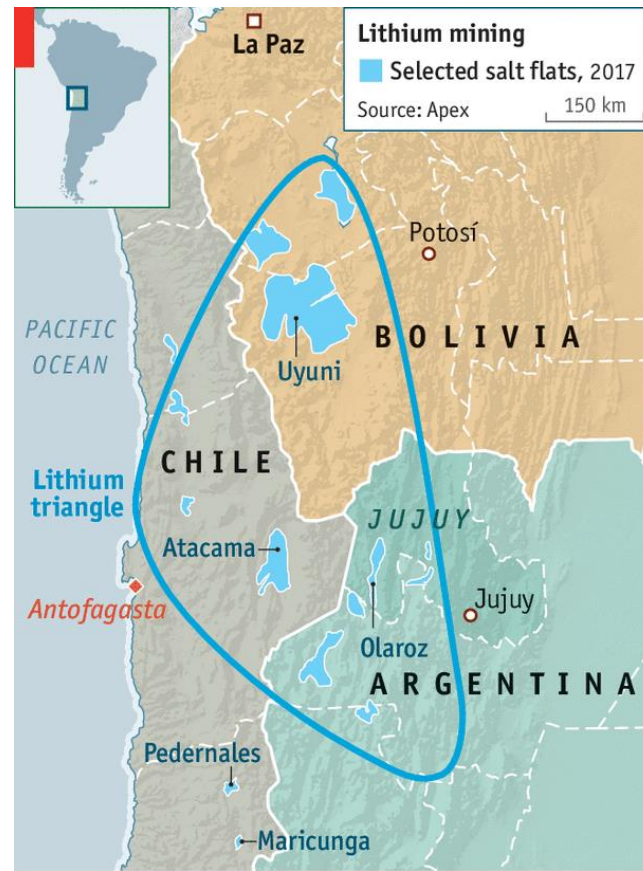 La Paz
Lithium mining
Selected salt flats, 2017
Source: Apex
150 km
Potosí
PACIFIC
OCEAN
BOLIVIA
Uyuni
CHILE
Lithium
triangle
JUJUY
Atacama
Antofagasta
Jujuy
Olaroz
ARGENTINA
Pedernales
Maricunga